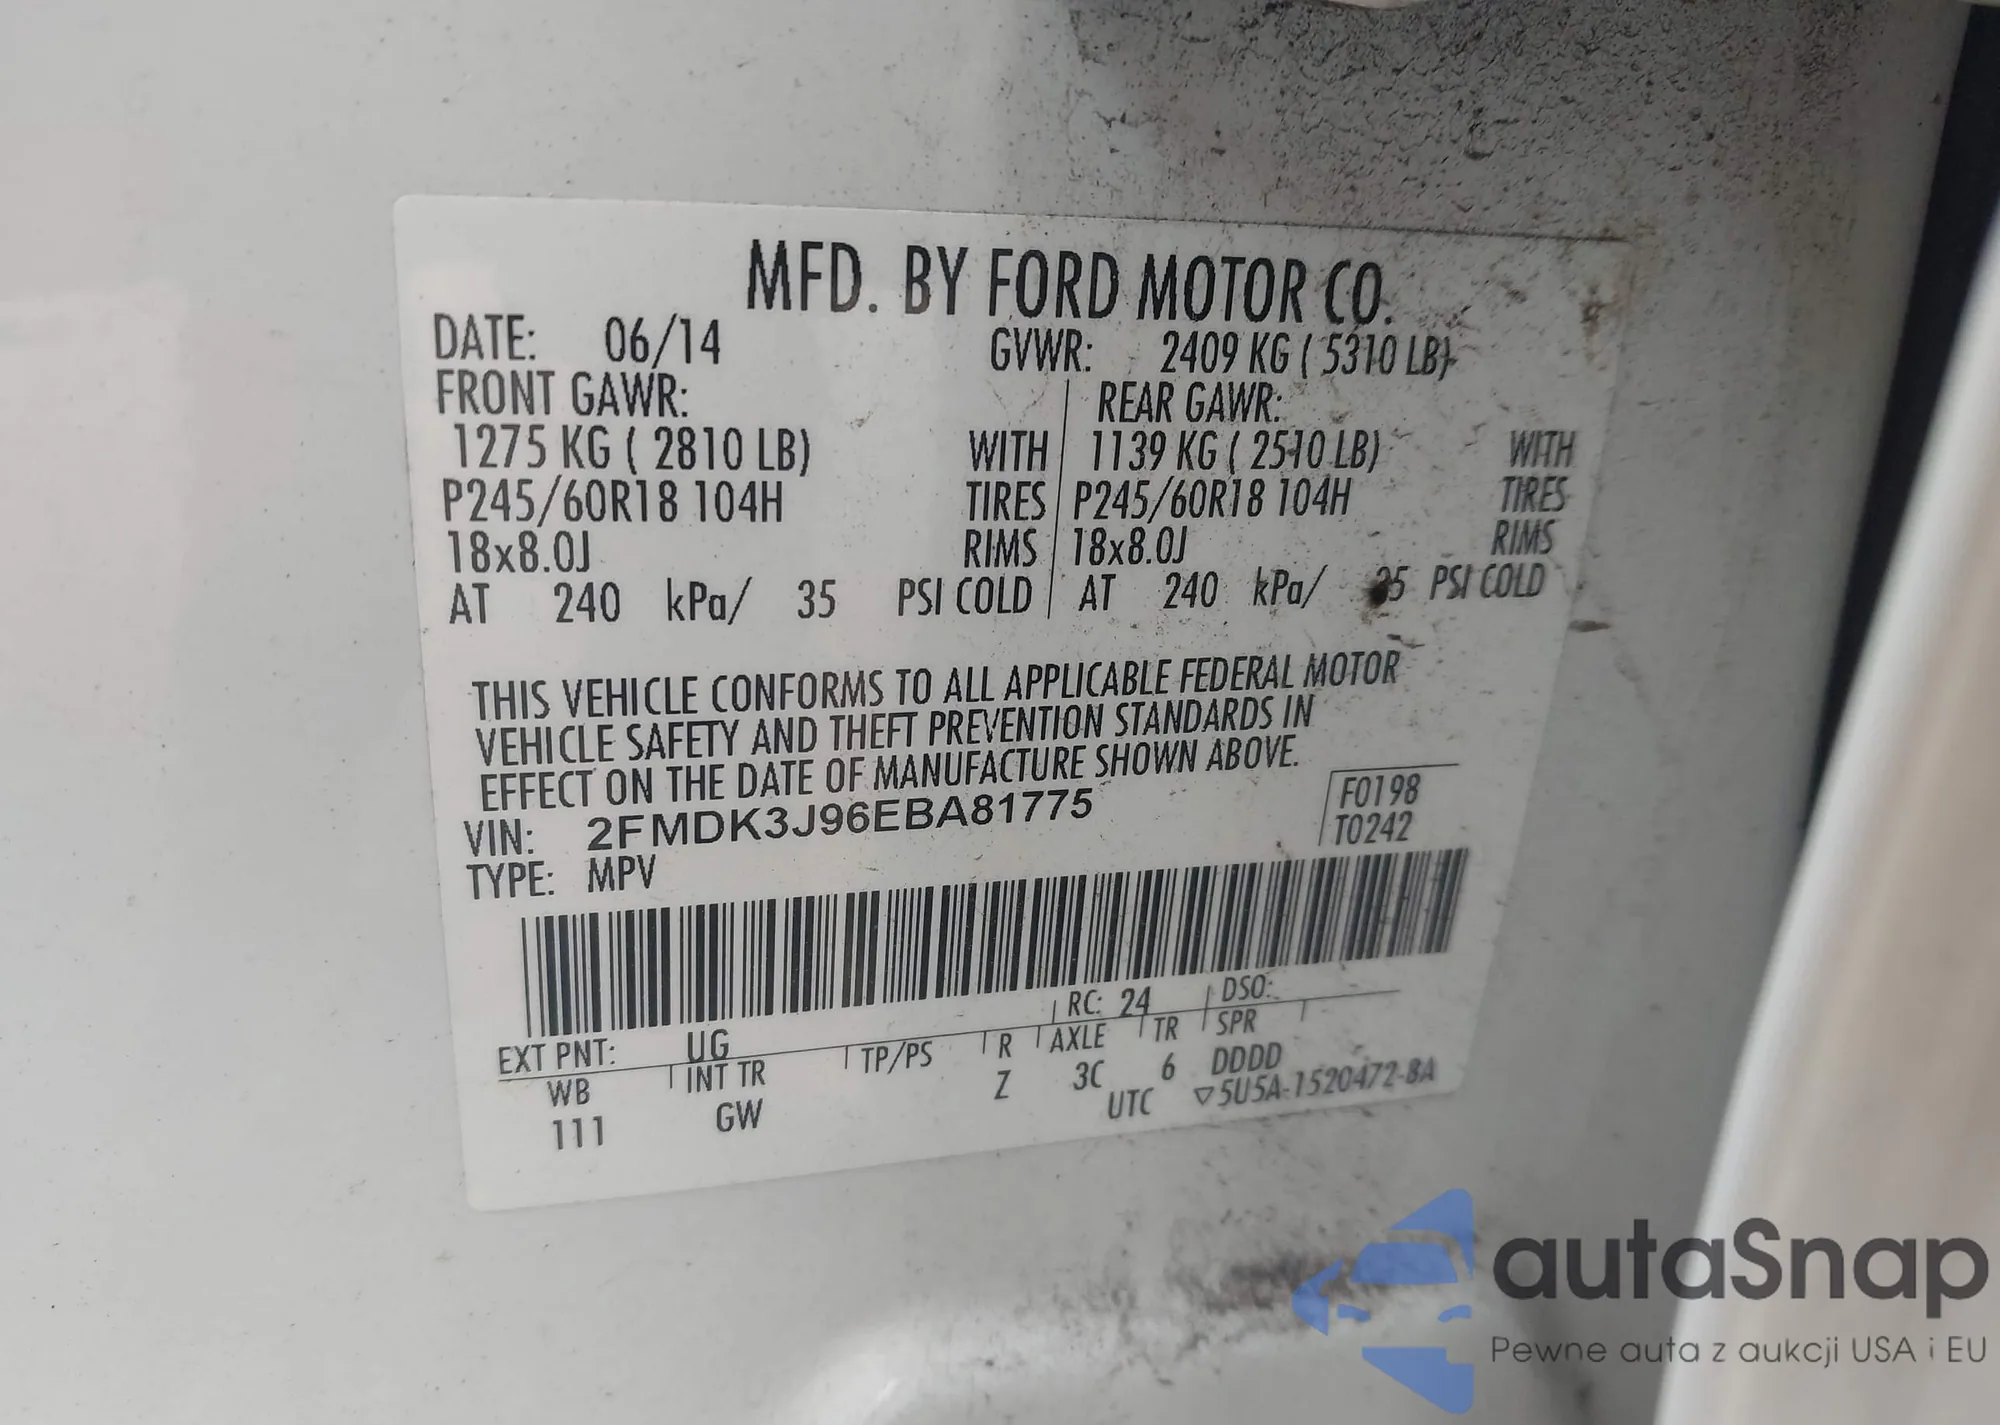 MFD. BY FORD MOTOR CO.
DATE: 06/14 GVWR: 2409 KG ( 5310 LB)
FRONT GAWR: REAR GAWR:
1275 KG ( 2810 LB) WITH 1139 KG ( 2510 LB) WITH
P245/60R18 104H TIRES P245/60R18 104H TIRES
18x8.0J RIMS 18x8.0J RIMS
AT 240 kPa/ 35 PSI COLD AT 240 kPa/ 35 PSI COLD
THIS VEHICLE CONFORMS TO ALL APPLICABLE FEDERAL MOTOR
VEHICLE SAFETY AND THEFT PREVENTION STANDARDS IN
EFFECT ON THE DATE OF MANUFACTURE SHOWN ABOVE.
VIN: 2FMDK3J96EBA81775 F0198
TYPE: MPV T0242
EXT PNT: UG RC: 24 DSO:
WB INT TR TP/PS R AXLE TR SPR
111 GW Z 3C 6 DDDD
UTC ▽5U5A-1520472-BA
autaSnap
Pewne auta z aukcji USA i EU